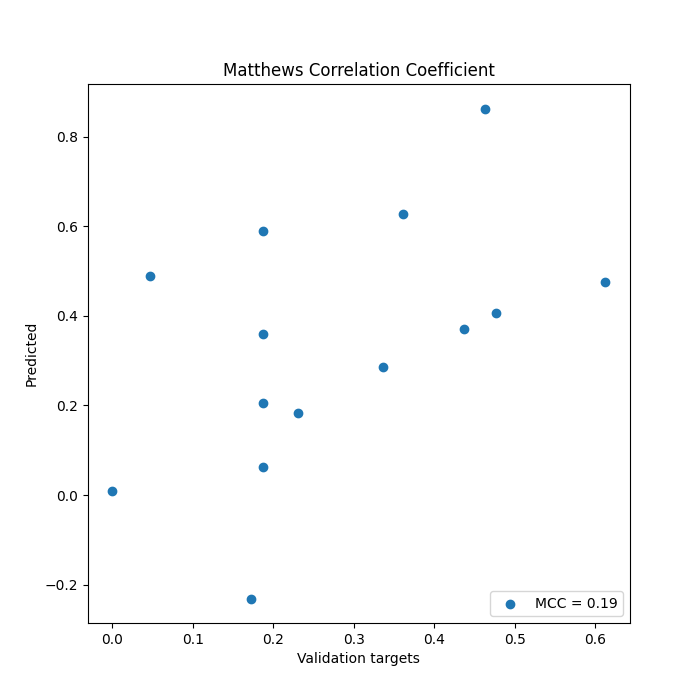 Matthews Correlation Coefficient
Predicted
0.8
0.6
0.4
0.2
0.0
−0.2
MCC = 0.19
0.0 0.1 0.2 0.3 0.4 0.5 0.6
Validation targets